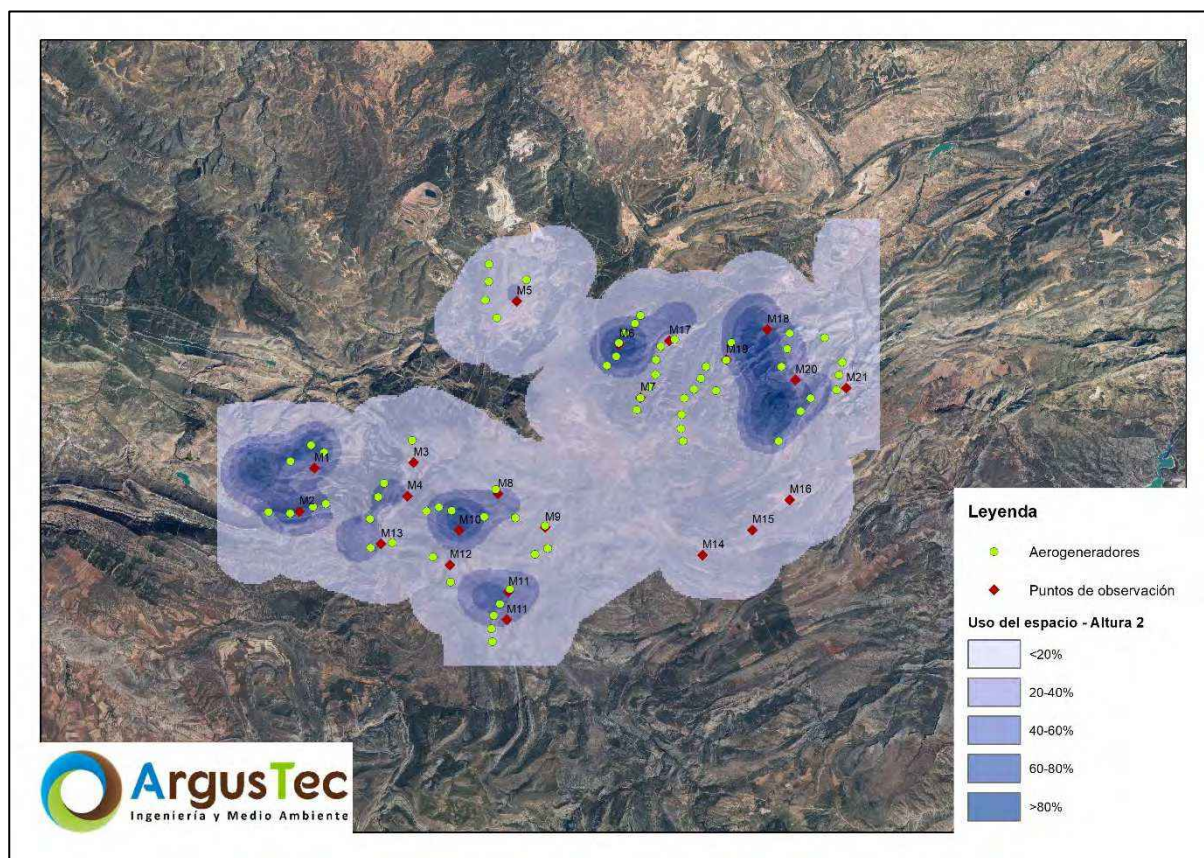 M5
M18
M17
M6
M19
M20
M21
M7
M3
M1
M4
M8
M16
M2
M9
M10
M15
M13
M14
M12
M11
M11
Leyenda
Aerogeneradores
Puntos de observación
Uso del espacio - Altura 2
<20%
20-40%
40-60%
60-80%
>80%
ArgusTec
Ingeniería y Medio Ambiente